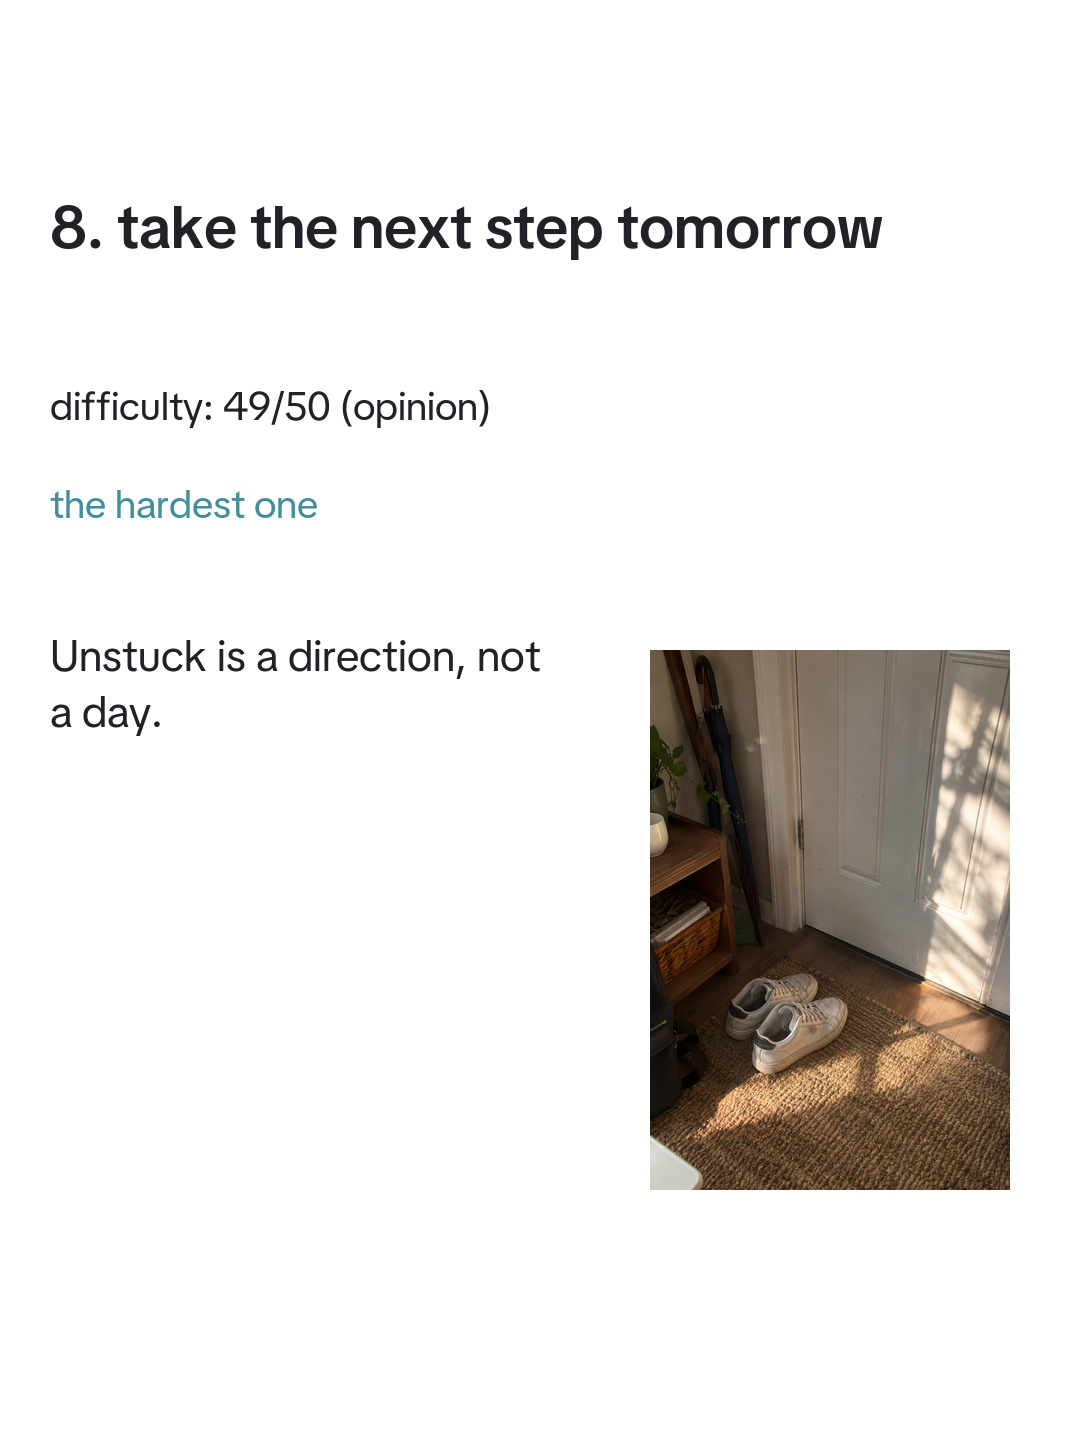 8. take the next step tomorrow
difficulty: 49/50 (opinion)
the hardest one
Unstuck is a direction, not
a day.